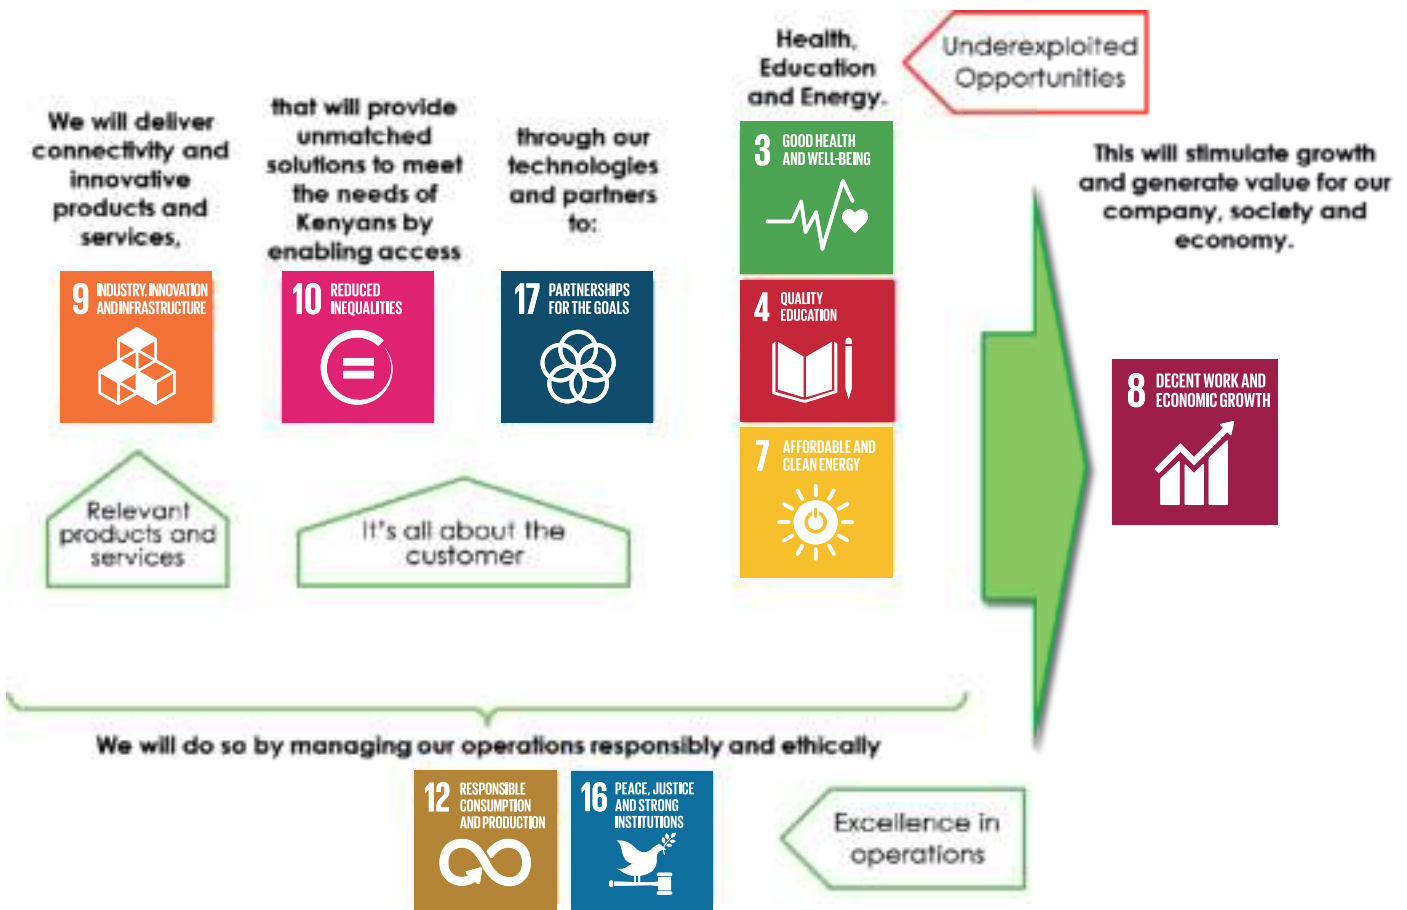 We will deliver
connectivity and
innovative
products and
services,
9 INDUSTRY, INNOVATION
AND INFRASTRUCTURE
Relevant
products and
services
that will provide
unmatched
solutions to meet
the needs of
Kenyans by
enabling access
10 REDUCED
INEQUALITIES
through our
technologies
and partners
to:
17 PARTNERSHIPS
FOR THE GOALS
It's all about the
customer
Health,
Education
and Energy.
3 GOOD HEALTH
AND WELL-BEING
4 QUALITY
EDUCATION
7 AFFORDABLE AND
CLEAN ENERGY
Underexploited
Opportunities
This will stimulate growth
and generate value for our
company, society and
economy.
8 DECENT WORK AND
ECONOMIC GROWTH
We will do so by managing our operations responsibly and ethically
12 RESPONSIBLE
CONSUMPTION
AND PRODUCTION
16 PEACE, JUSTICE
AND STRONG
INSTITUTIONS
Excellence in
operations